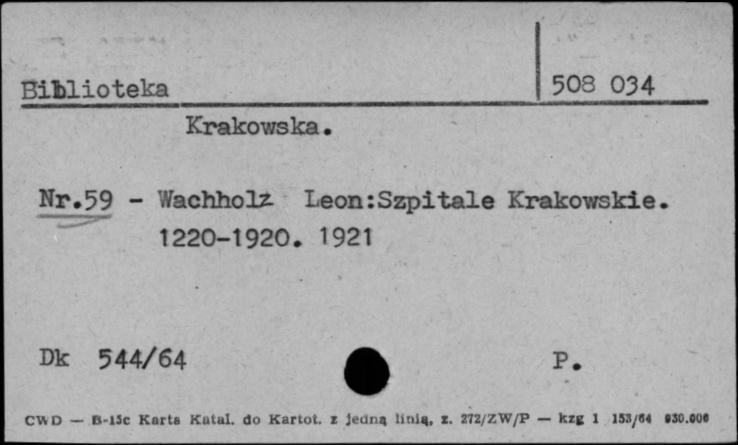 Biblioteka
508 034
Krakowska.
Nr.59 - Wachholz Leon:Szpitale Krakowskie.
1220-1920. 1921
Dk 544/64 P.
CWD — B-15c Karta Katal. do Kartot. z jedną linią, z. 272/ZW/P — kzg 1 153/64 930.000